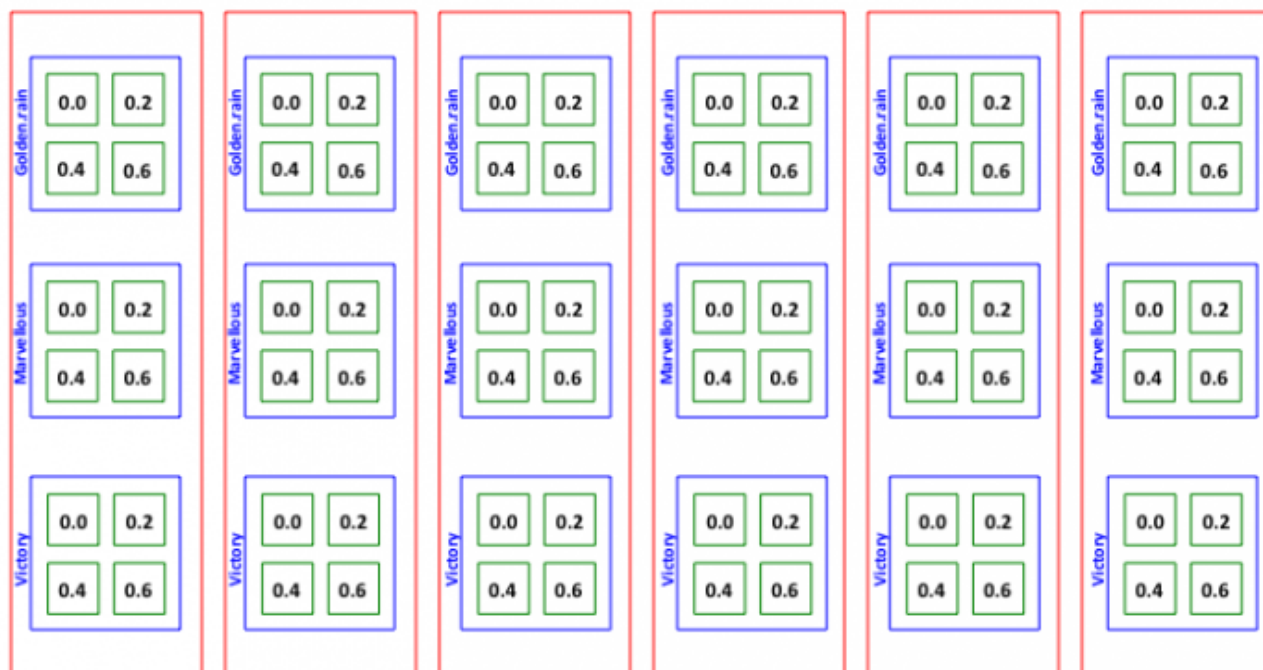 Golden.rain Golden.rain Golden.rain Golden.rain Golden.rain Golden.rain
0.0 0.2 0.0 0.2 0.0 0.2 0.0 0.2 0.0 0.2 0.0 0.2
0.4 0.6 0.4 0.6 0.4 0.6 0.4 0.6 0.4 0.6 0.4 0.6
Marvellous Marvellous Marvellous Marvellous Marvellous Marvellous
0.0 0.2 0.0 0.2 0.0 0.2 0.0 0.2 0.0 0.2 0.0 0.2
0.4 0.6 0.4 0.6 0.4 0.6 0.4 0.6 0.4 0.6 0.4 0.6
Victory Victory Victory Victory Victory Victory
0.0 0.2 0.0 0.2 0.0 0.2 0.0 0.2 0.0 0.2 0.0 0.2
0.4 0.6 0.4 0.6 0.4 0.6 0.4 0.6 0.4 0.6 0.4 0.6